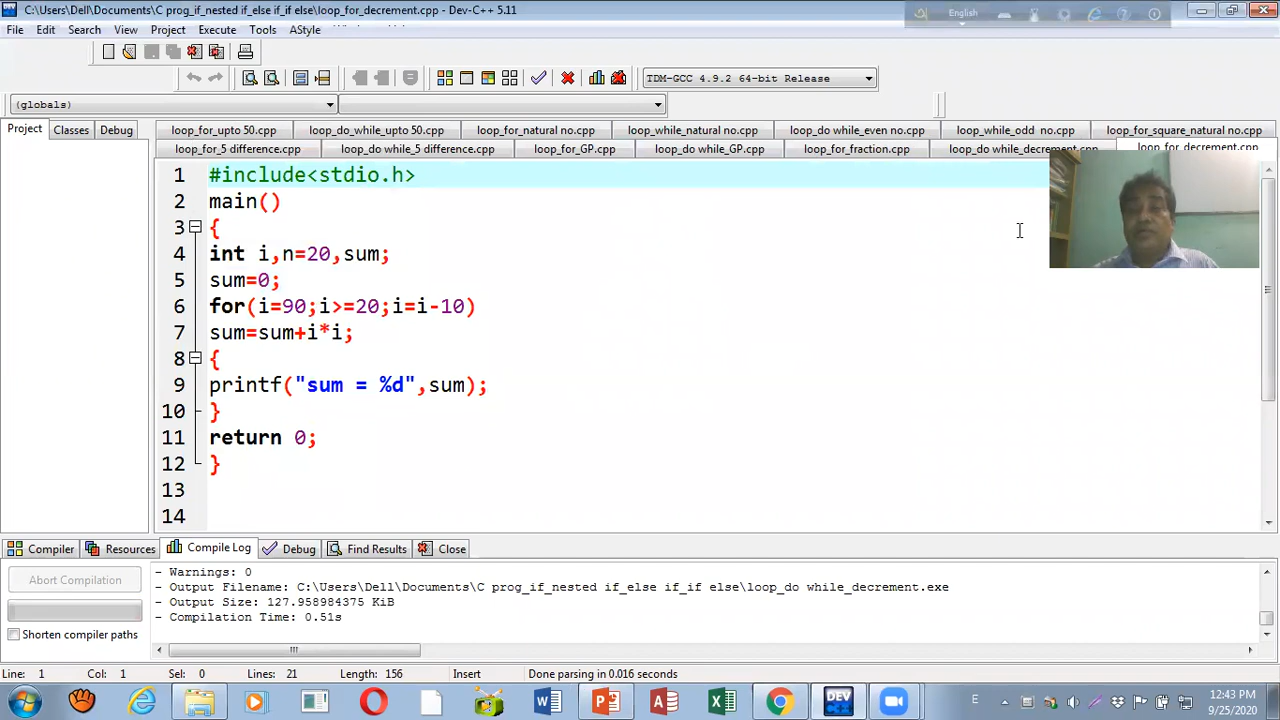 C:\Users\Dell\Documents\C prog_if_nested if_else if_if else\loop_for_decrement.cpp - Dev-C++ 5.11
English
File Edit Search View Project Execute Tools AStyle
TDM-GCC 4.9.2 64-bit Release
(globals)
Project Classes Debug
loop_for_upto 50.cpp loop_do_while_upto 50.cpp loop_for_natural no.cpp loop_while_natural no.cpp loop_do while_even no.cpp loop_while_odd no.cpp loop_for_square_natural no.cpp
loop_for_5 difference.cpp loop_do while_5 difference.cpp loop_for_GP.cpp loop_do while_GP.cpp loop_for_fraction.cpp loop_do while_decrement.cpp loop_for_decrement.cpp
1 #include<stdio.h>
2 main()
3 {
4 int i,n=20,sum;
5 sum=0;
6 for(i=90;i>=20;i=i-10)
7 sum=sum+i*i;
8 {
9 printf("sum = %d",sum);
10 }
11 return 0;
12 }
13
14
Compiler Resources Compile Log Debug Find Results Close
Abort Compilation
Shorten compiler paths
- Warnings: 0
- Output Filename: C:\Users\Dell\Documents\C prog_if_nested if_else if_if else\loop_do while_decrement.exe
- Output Size: 127.958984375 KiB
- Compilation Time: 0.51s
Line: 1 Col: 1 Sel: 0 Lines: 21 Length: 156 Insert Done parsing in 0.016 seconds
DEV
E
12:43 PM
9/25/2020